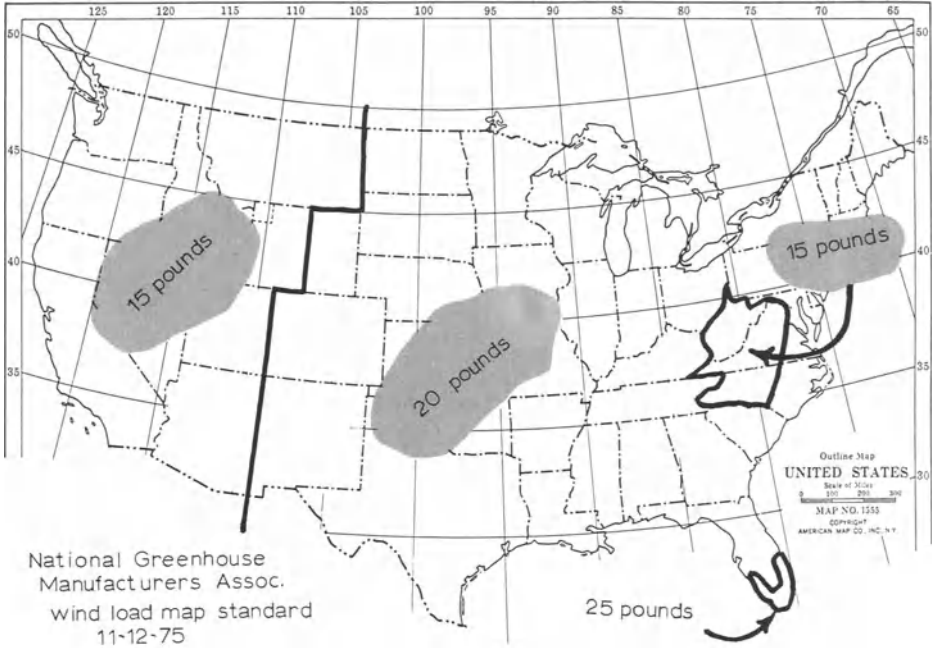 125 120 115 110 105 100 95 90 85 80 75 70 65
50 50
45 45
40 40
35 35
30
15 pounds
15 pounds
20 pounds
25 pounds
Outline Map
UNITED STATES
Scale of Miles
0 100 200 300
MAP NO. 1555
COPYRIGHT
AMERICAN MAP CO., INC., N.Y.
National Greenhouse
Manufacturers Assoc.
wind load map standard
11-12-75